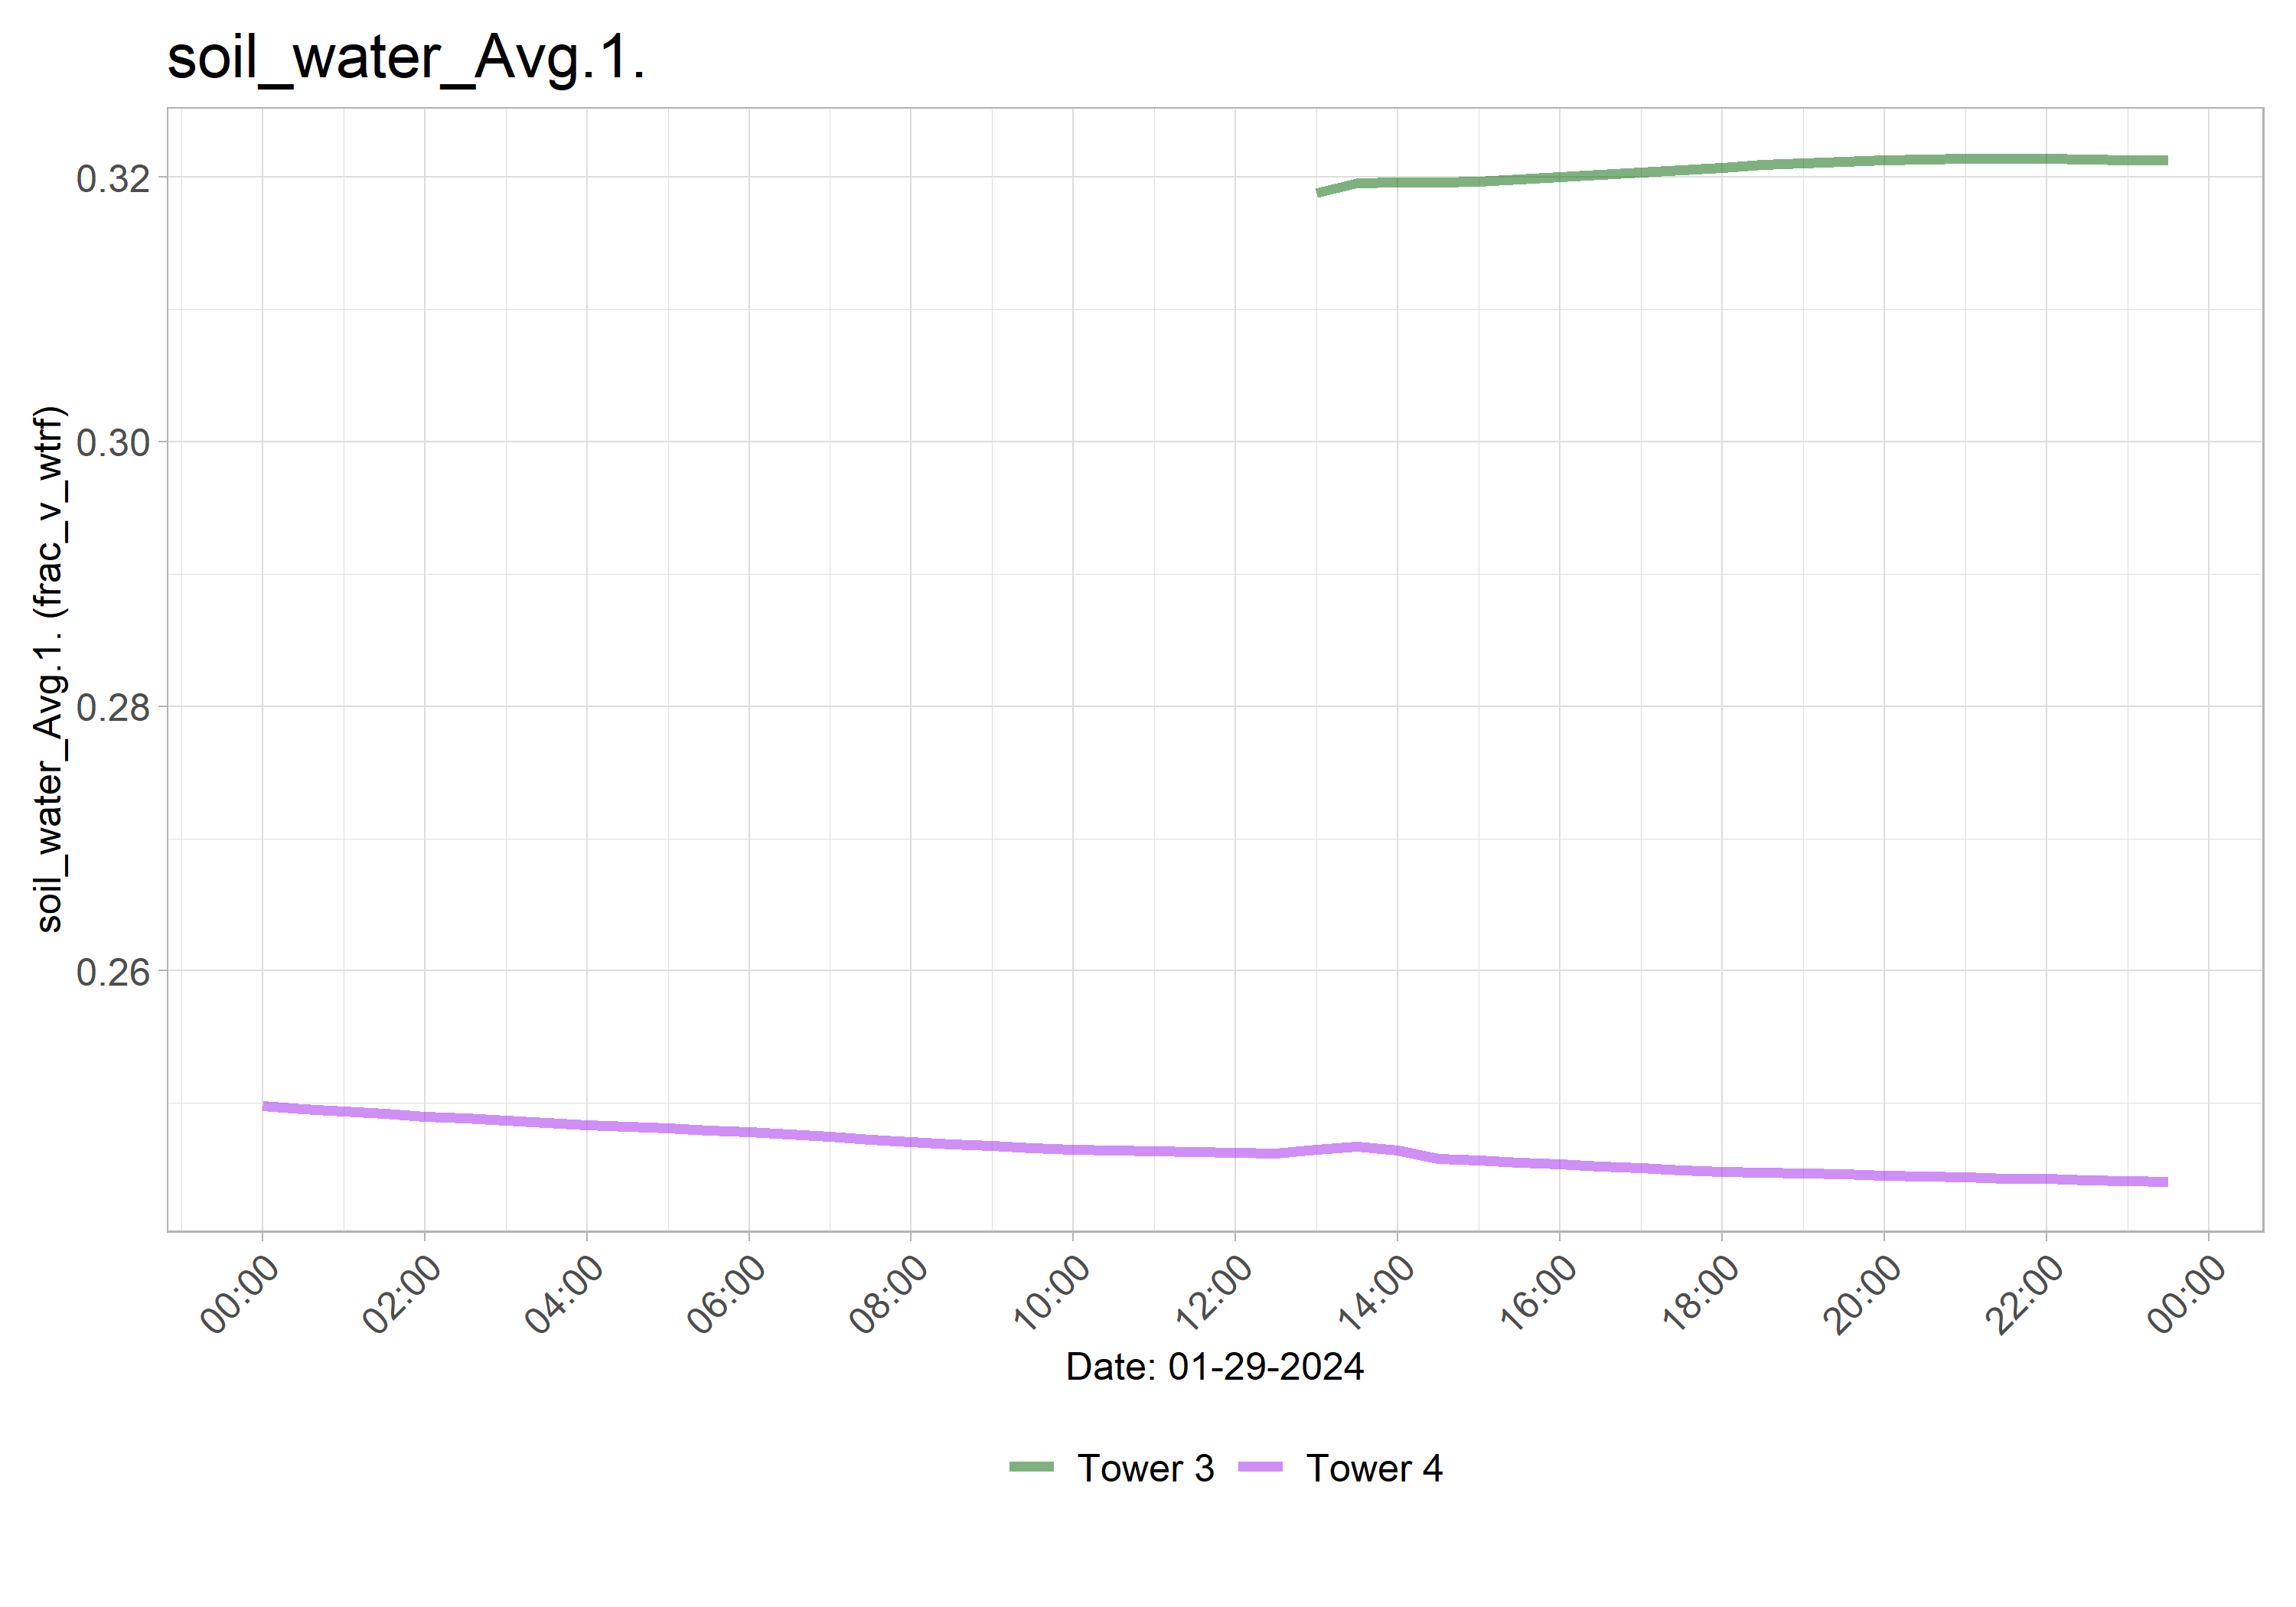 soil_water_Avg.1.
soil_water_Avg.1. (frac_v_wtrf)
0.32
0.30
0.28
0.26
00:00 02:00 04:00 06:00 08:00 10:00 12:00 14:00 16:00 18:00 20:00 22:00 00:00
Date: 01-29-2024
Tower 3 Tower 4